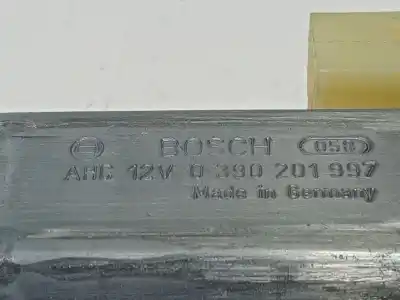 BOSCH 058
AHC 12V 0 390 201 997
Made in Germany